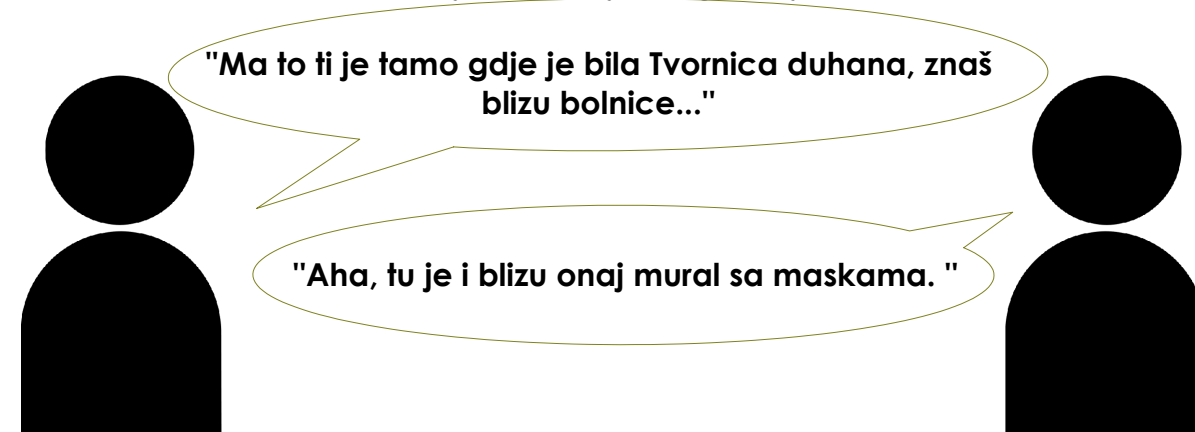 "Ma to ti je tamo gdje je bila Tvornica duhana, znaš
blizu bolnice..."
"Aha, tu je i blizu onaj mural sa maskama. "